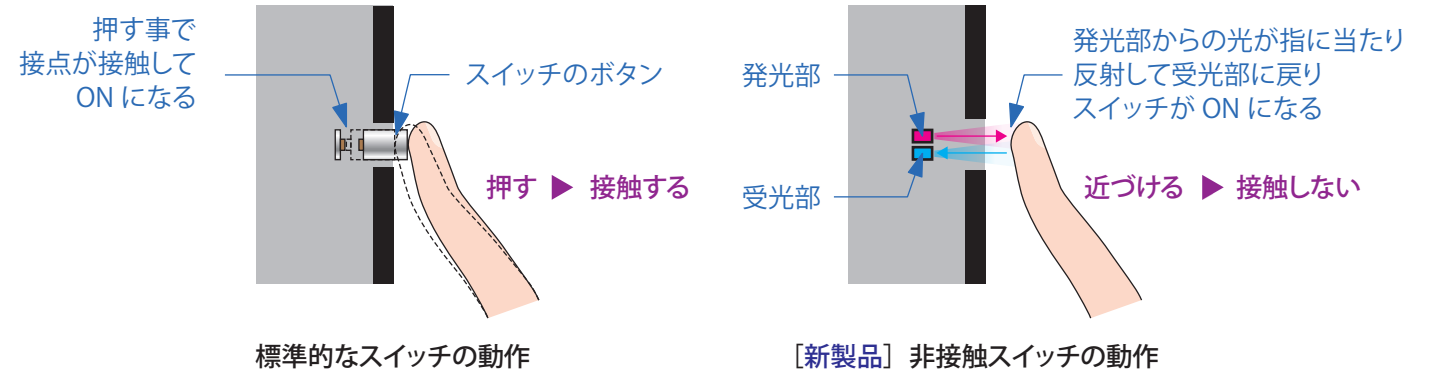 押す事で
接点が接触して
ON になる
スイッチのボタン
押す ▶ 接触する
標準的なスイッチの動作
発光部
受光部
発光部からの光が指に当たり
反射して受光部に戻り
スイッチが ON になる
近づける ▶ 接触しない
［新製品］非接触スイッチの動作